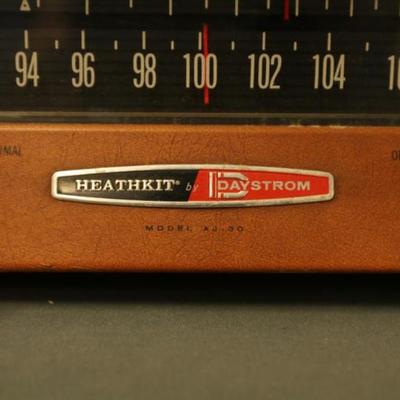 94 96 98 100 102 104
HEATHKIT® by DAYSTROM
MODEL AJ-30